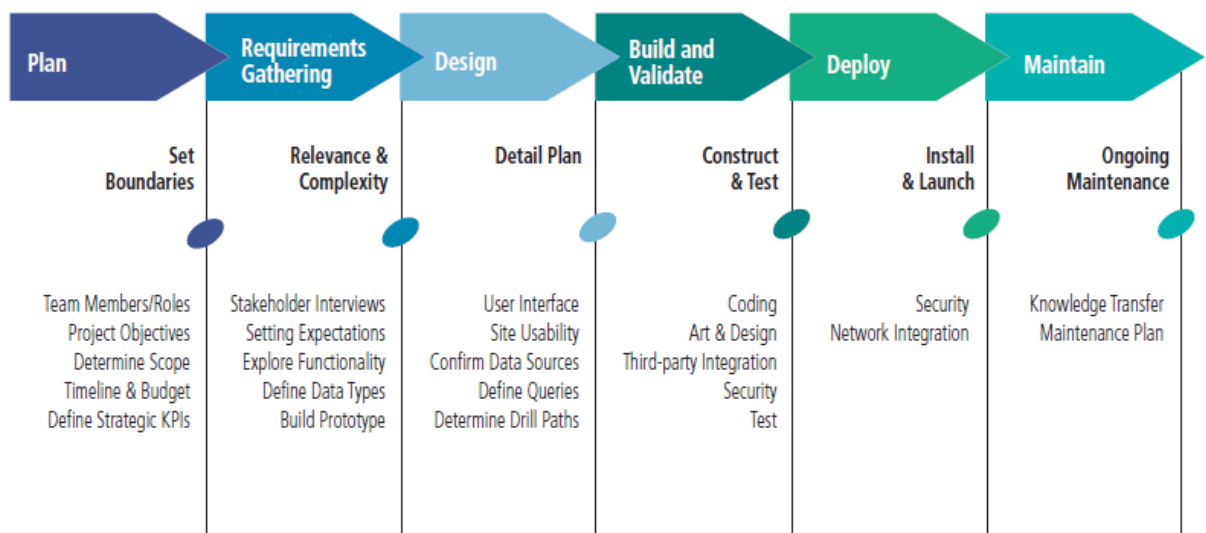 Plan
Requirements
Gathering
Design
Build and
Validate
Deploy
Maintain
Set
Boundaries
Relevance &
Complexity
Detail Plan
Construct
& Test
Install
& Launch
Ongoing
Maintenance
Team Members/Roles
Project Objectives
Determine Scope
Timeline & Budget
Define Strategic KPIs
Stakeholder Interviews
Setting Expectations
Explore Functionality
Define Data Types
Build Prototype
User Interface
Site Usability
Confirm Data Sources
Define Queries
Determine Drill Paths
Coding
Art & Design
Third-party Integration
Security
Test
Security
Network Integration
Knowledge Transfer
Maintenance Plan